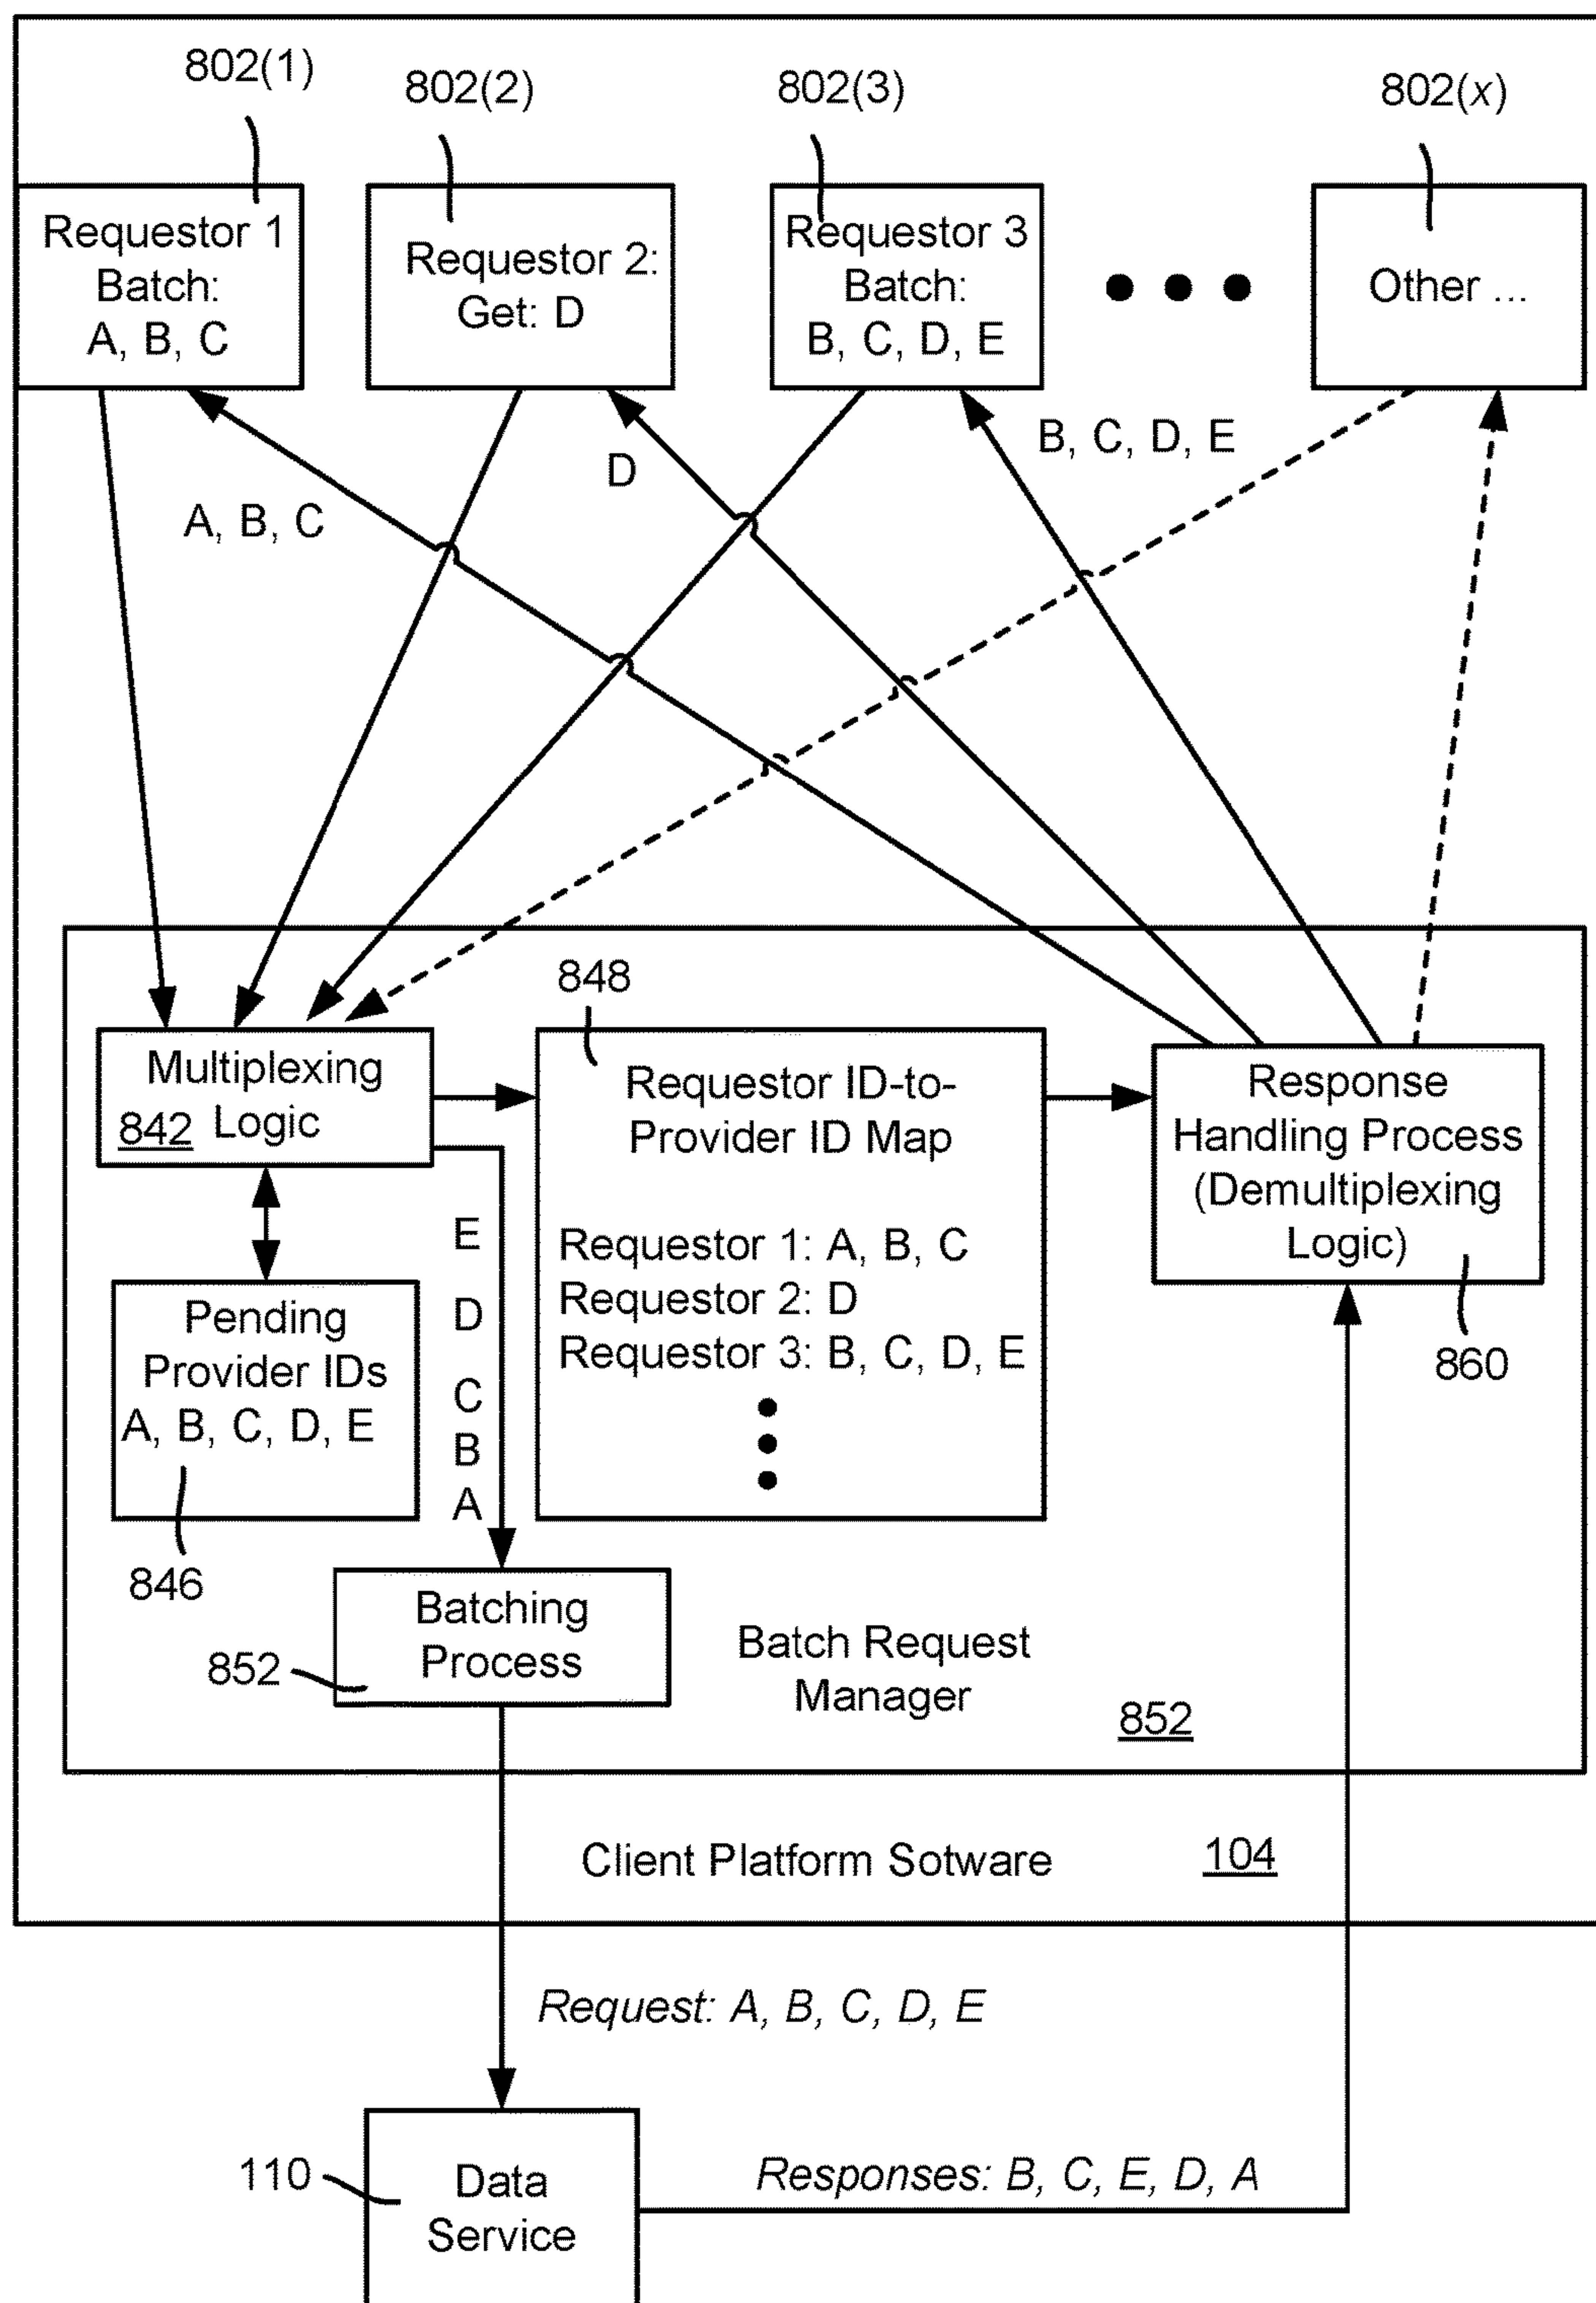 802(1)
802(2)
802(3)
802(x)
Requestor 1
Batch:
A, B, C
Requestor 2:
Get: D
Requestor 3
Batch:
B, C, D, E
Other ...
A, B, C
D
B, C, D, E
848
Multiplexing
842 Logic
Requestor ID-to-
Provider ID Map
Requestor 1: A, B, C
Requestor 2: D
Requestor 3: B, C, D, E
Response
Handling Process
(Demultiplexing
Logic)
860
E
D
C
B
A
Pending
Provider IDs
A, B, C, D, E
846
Batching
Process
852
Batch Request
Manager
852
Client Platform Sotware
104
Request: A, B, C, D, E
110
Data
Service
Responses: B, C, E, D, A